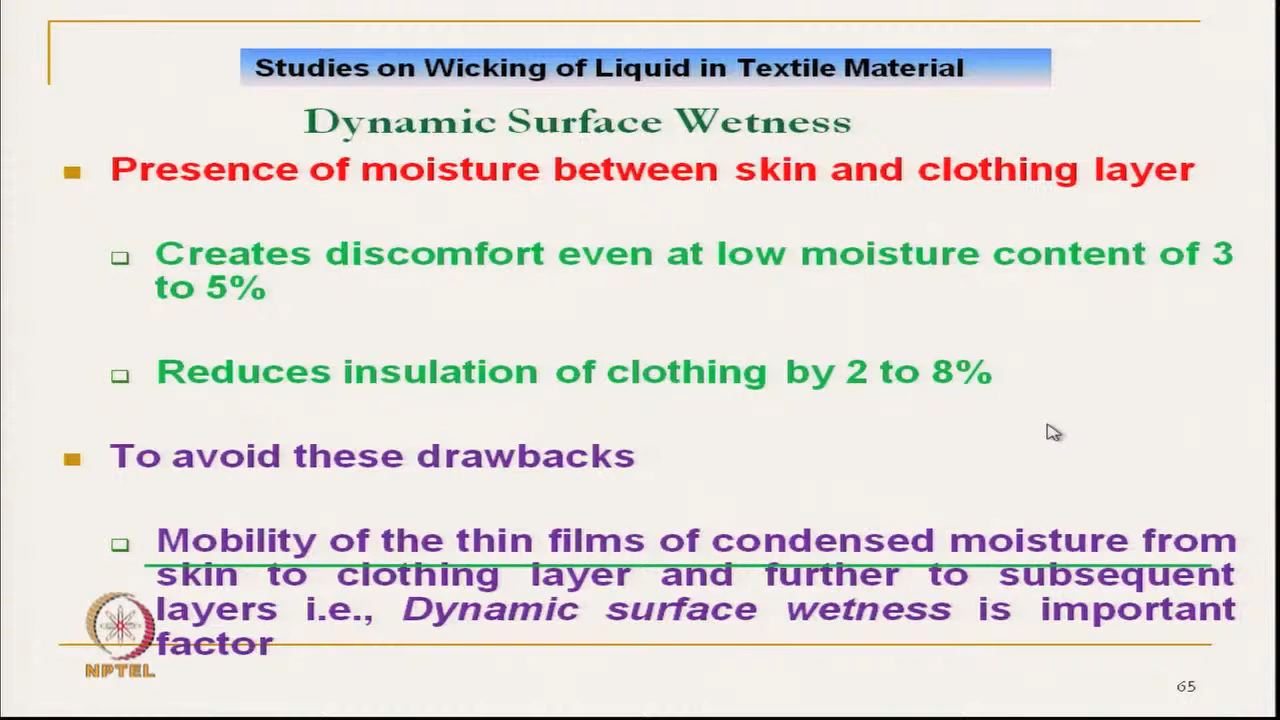 Studies on Wicking of Liquid in Textile Material
Dynamic Surface Wetness
Presence of moisture between skin and clothing layer
Creates discomfort even at low moisture content of 3
to 5%
Reduces insulation of clothing by 2 to 8%
To avoid these drawbacks
Mobility of the thin films of condensed moisture from
skin to clothing layer and further to subsequent
layers i.e., Dynamic surface wetness is important
factor
NPTEL
65